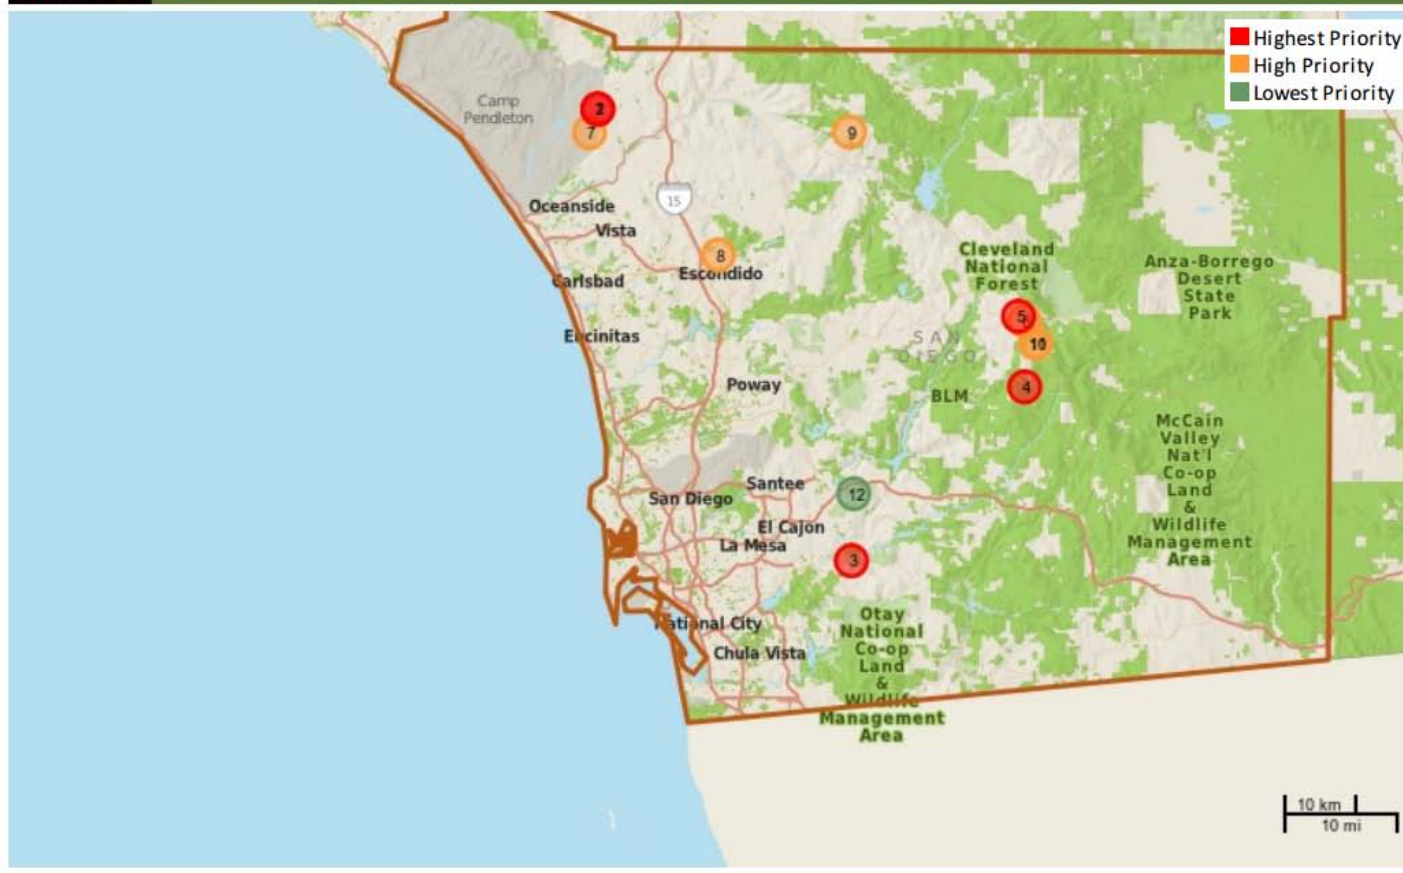 Highest Priority
High Priority
Lowest Priority
Camp
Pendleton
2
7
9
15
Oceanside
Vista
8
Escondido
Carlsbad
Cleveland
National
Forest
Anza-Borrego
Desert
State
Park
5
10
4
Encinitas
SAN
DIEGO
BLM
Poway
McCain
Valley
Nat'l
Co-op
Land
&
Wildlife
Management
Area
Santee
San Diego
12
El Cajon
La Mesa
3
National City
Chula Vista
Otay
National
Co-op
Land
&
Wildlife
Management
Area
10 km
10 mi